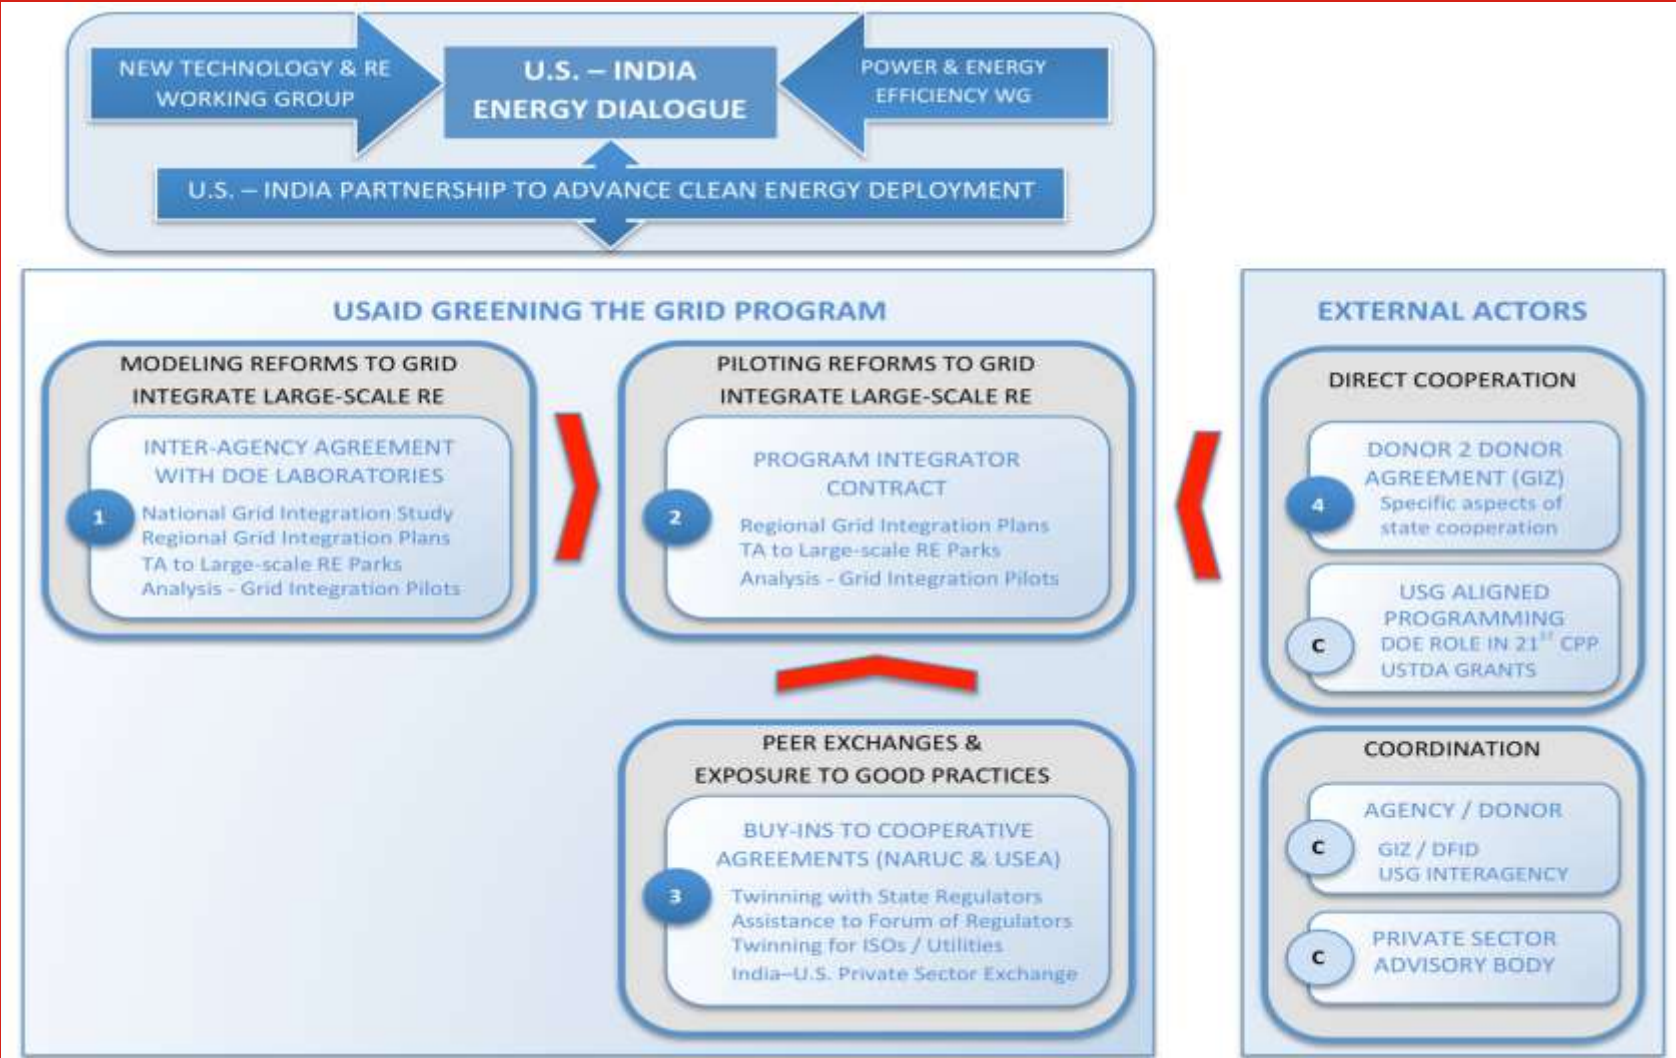 NEW TECHNOLOGY & RE
WORKING GROUP
U.S. – INDIA
ENERGY DIALOGUE
POWER & ENERGY
EFFICIENCY WG
U.S. – INDIA PARTNERSHIP TO ADVANCE CLEAN ENERGY DEPLOYMENT
USAID GREENING THE GRID PROGRAM
MODELING REFORMS TO GRID
INTEGRATE LARGE-SCALE RE
INTER-AGENCY AGREEMENT
WITH DOE LABORATORIES
1
National Grid Integration Study
Regional Grid Integration Plans
TA to Large-scale RE Parks
Analysis - Grid Integration Pilots
PILOTING REFORMS TO GRID
INTEGRATE LARGE-SCALE RE
PROGRAM INTEGRATOR
CONTRACT
2
Regional Grid Integration Plans
TA to Large-scale RE Parks
Analysis - Grid Integration Pilots
PEER EXCHANGES &
EXPOSURE TO GOOD PRACTICES
BUY-INS TO COOPERATIVE
AGREEMENTS (NARUC & USEA)
3
Twinning with State Regulators
Assistance to Forum of Regulators
Twinning for ISOs / Utilities
India–U.S. Private Sector Exchange
EXTERNAL ACTORS
DIRECT COOPERATION
DONOR 2 DONOR
AGREEMENT (GIZ)
4
Specific aspects of
state cooperation
USG ALIGNED
PROGRAMMING
C
DOE ROLE IN 21ST CPP
USTDA GRANTS
COORDINATION
AGENCY / DONOR
C
GIZ / DFID
USG INTERAGENCY
C
PRIVATE SECTOR
ADVISORY BODY